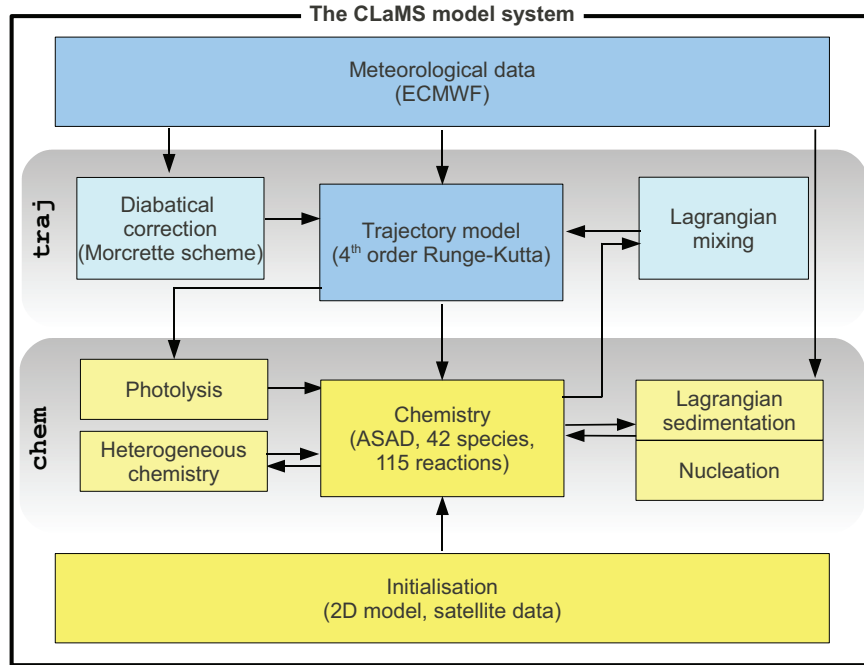 The CLaMS model system
Meteorological data
(ECMWF)
traj
Diabatical
correction
(Morcrette scheme)
Trajectory model
(4th order Runge-Kutta)
Lagrangian
mixing
chem
Photolysis
Heterogeneous
chemistry
Chemistry
(ASAD, 42 species,
115 reactions)
Lagrangian
sedimentation
Nucleation
Initialisation
(2D model, satellite data)